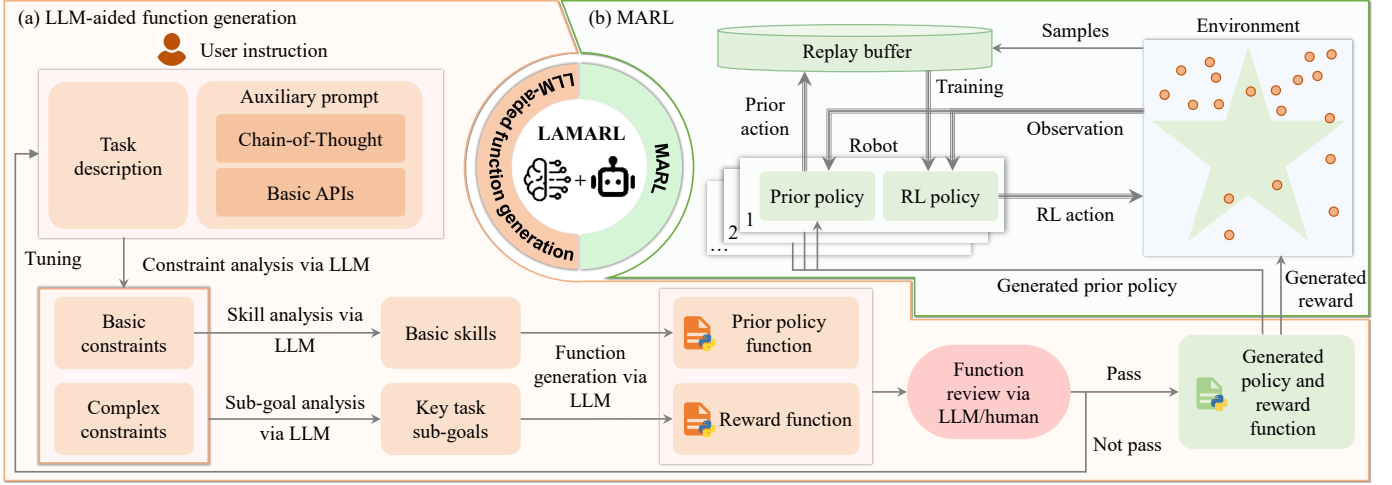 (a) LLM-aided function generation
User instruction
Task
description
Auxiliary prompt
Chain-of-Thought
Basic APIs
Tuning
Constraint analysis via LLM
Basic
constraints
Complex
constraints
Skill analysis via
LLM
Sub-goal analysis
via LLM
Basic skills
Key task
sub-goals
Function
generation via
LLM
Prior policy
function
Reward function
Function
review via
LLM/human
Pass
Not pass
Generated
policy and
reward
function
LLM-aided function generation
LAMARL
+
MARL
(b) MARL
Replay buffer
Samples
Environment
Prior
action
Training
Observation
Robot
Prior policy
RL policy
1
2
...
RL action
Generated prior policy
Generated
reward